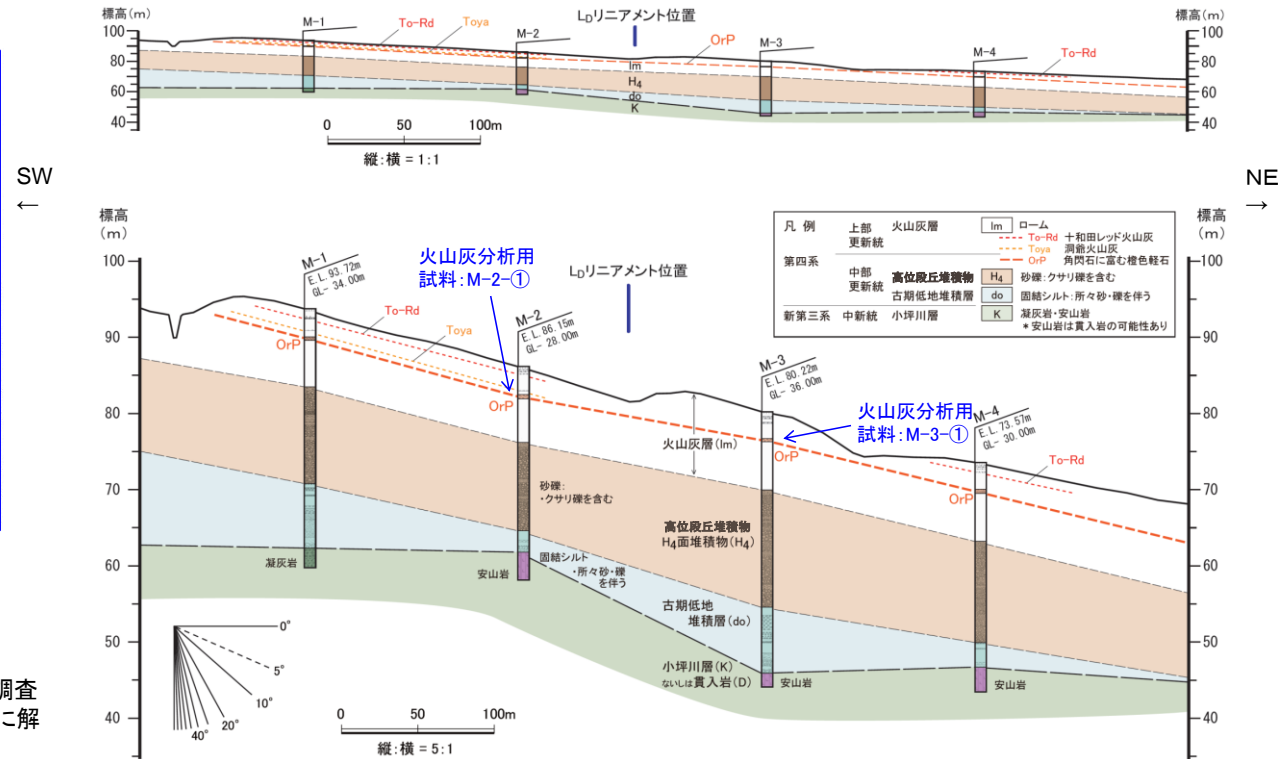 標高(m)
100
80
60
40
M-1
To-Rd
Toya
M-2
LDリニアメント位置
OrP
M-3
M-4
To-Rd
標高(m)
100
80
60
40
lm
H4
do
K
0 50 100m
縦:横 = 1:1
SW
←
NE
→
標高
(m)
100
90
80
70
60
50
40
M-1
E.L. 93.72m
GL- 34.00m
To-Rd
Toya
OrP
火山灰分析用
試料:M-2-①
M-2
E.L. 86.15m
GL- 28.00m
OrP
LDリニアメント位置
火山灰層(lm)
M-3
E.L. 80.22m
GL- 36.00m
OrP
火山灰分析用
試料:M-3-①
M-4
E.L. 73.57m
GL- 30.00m
OrP
To-Rd
標高
(m)
100
90
80
70
60
50
40
凡 例
上部
更新統
火山灰層
lm ローム
To-Rd 十和田レッド火山灰
Toya 洞爺火山灰
OrP 角閃石に富む橙色軽石
第四系
中部
更新統
高位段丘堆積物 H4 砂礫:クサリ礫を含む
古期低地堆積層 do 固結シルト:所々砂・礫を伴う
新第三系 中新統 小坪川層 K 凝灰岩・安山岩
*安山岩は貫入岩の可能性あり
砂礫:
・クサリ礫を含む
高位段丘堆積物
H4面堆積物(H4)
固結シルト
・所々砂・礫
を伴う
古期低地
堆積層(do)
小坪川層(K)
ないしは貫入岩(D)
凝灰岩
安山岩
安山岩
安山岩
0°
5°
10°
20°
40°
0 50 100m
縦:横 = 5:1
調査
に解